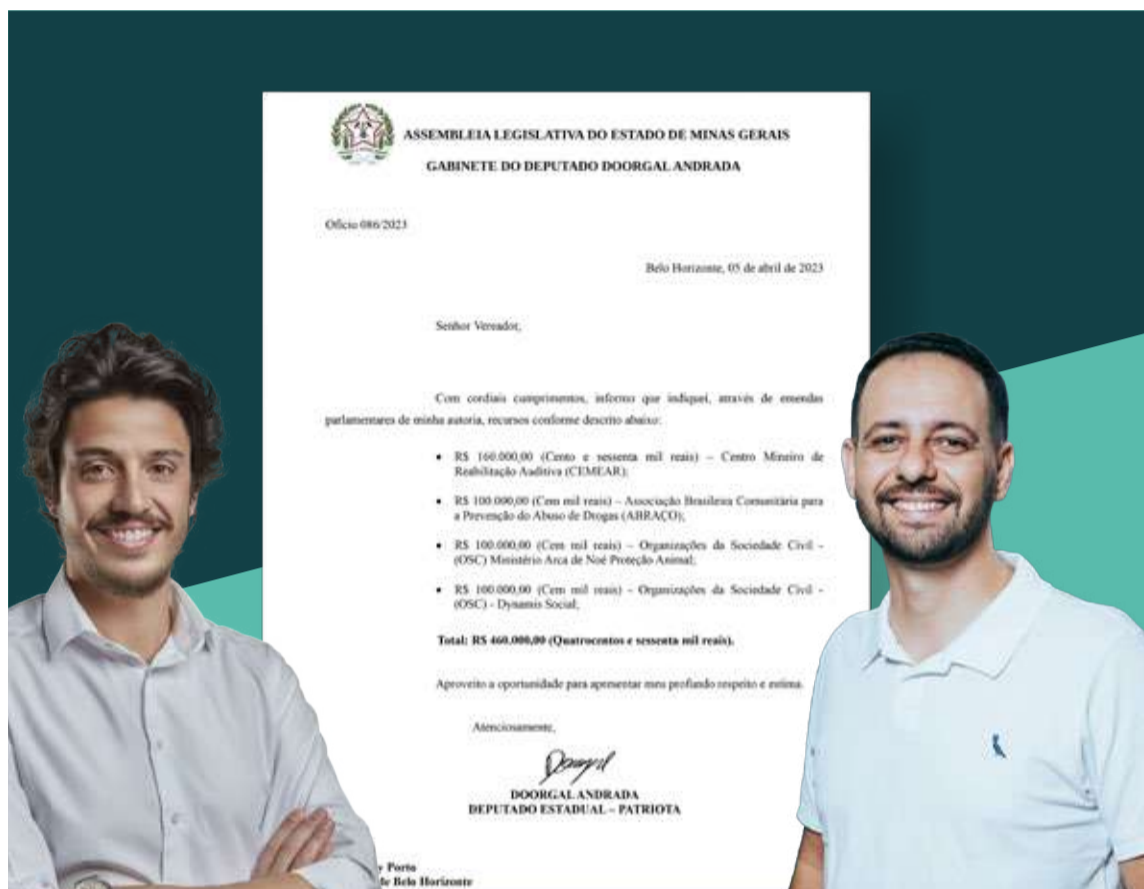 ASSEMBLEIA LEGISLATIVA DO ESTADO DE MINAS GERAIS
GABINETE DO DEPUTADO DOORGAL ANDRADA
Ofício 086/2023
Belo Horizonte, 05 de abril de 2023
Senhor Vereador,
Com cordiais cumprimentos, informo que indiquei, através de emendas
parlamentares de minha autoria, recursos conforme descrito abaixo:
• R$ 160.000,00 (Cento e sessenta mil reais) – Centro Mineiro de
Reabilitação Auditiva (CEMEAR);
• R$ 100.000,00 (Cem mil reais) – Associação Brasileira Comunitária para
a Prevenção do Abuso de Drogas (ABRAÇO);
• R$ 100.000,00 (Cem mil reais) – Organizações da Sociedade Civil -
(OSC) Ministério Arca de Noé Proteção Animal;
• R$ 100.000,00 (Cem mil reais) – Organizações da Sociedade Civil -
(OSC) - Dynamis Social;
Total: R$ 460.000,00 (Quatrocentos e sessenta mil reais).
Aproveito a oportunidade para apresentar meu profundo respeito e estima.
Atenciosamente,
DOORGAL ANDRADA
DEPUTADO ESTADUAL – PATRIOTA
y Porto
de Belo Horizonte